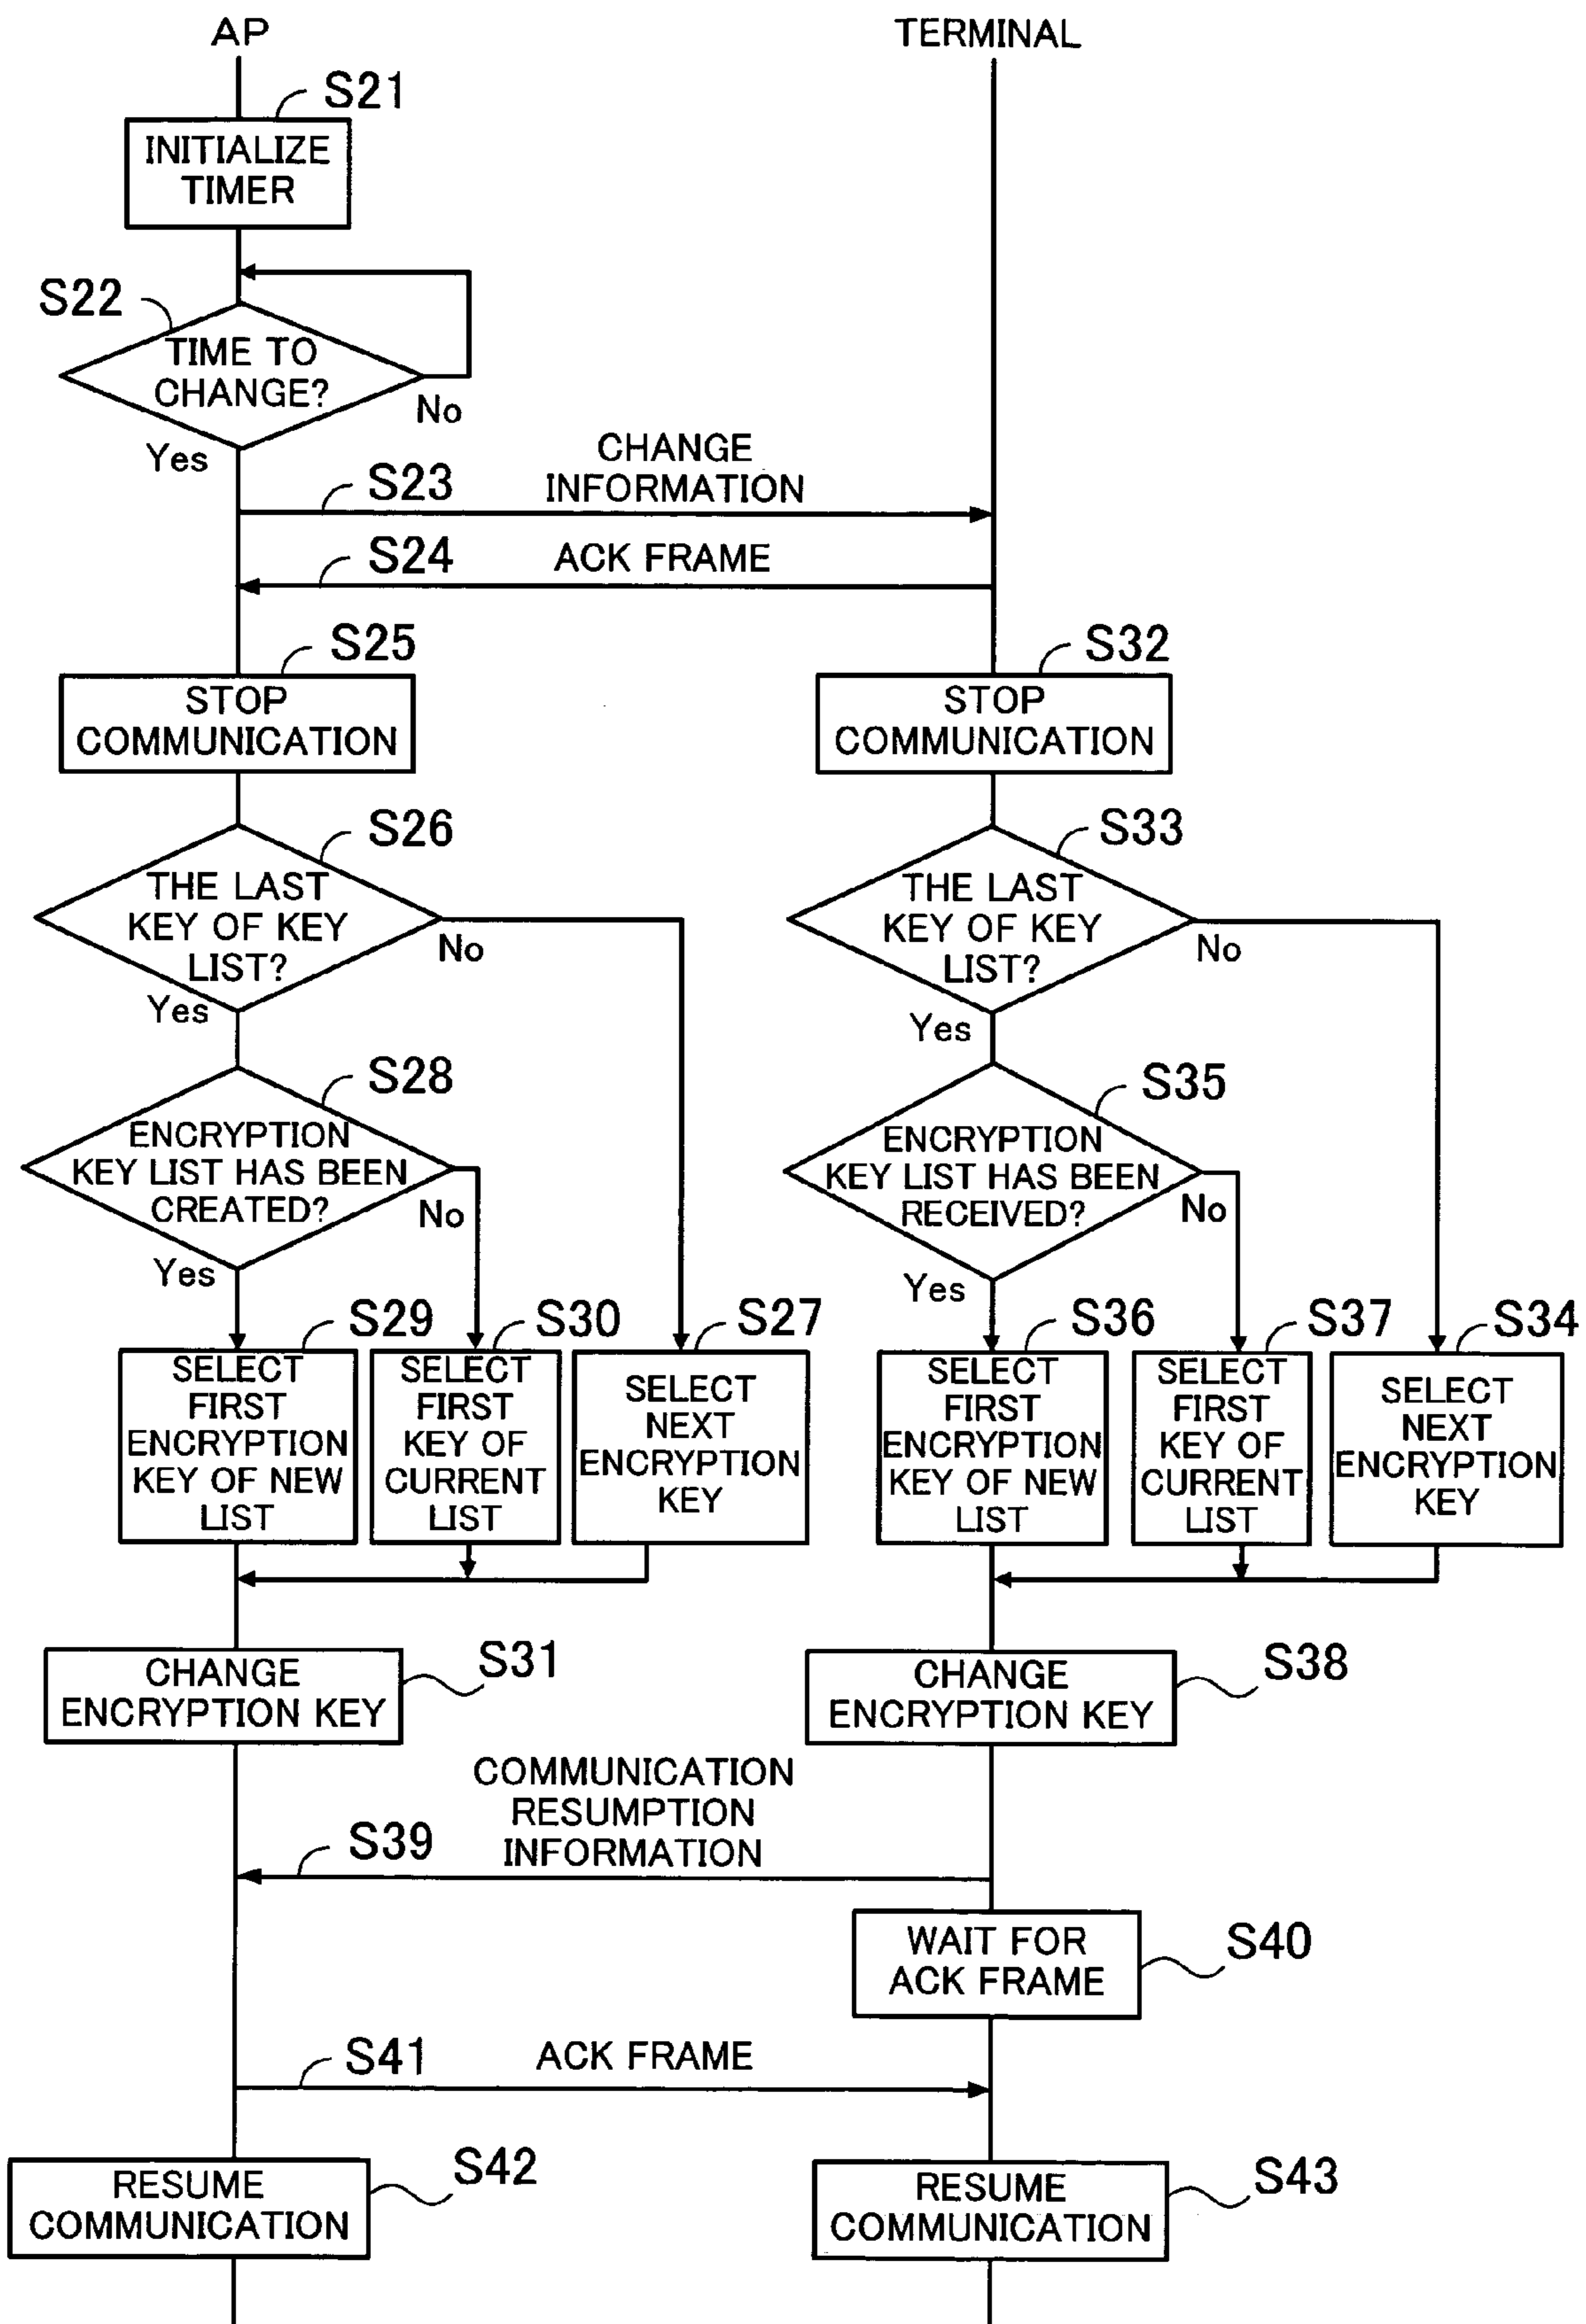 AP
TERMINAL
S21
INITIALIZE
TIMER
S22
TIME TO
CHANGE?
No
Yes
CHANGE
INFORMATION
S23
S24
ACK FRAME
S25
STOP
COMMUNICATION
S32
STOP
COMMUNICATION
S26
THE LAST
KEY OF KEY
LIST?
No
Yes
S33
THE LAST
KEY OF KEY
LIST?
No
Yes
S28
ENCRYPTION
KEY LIST HAS BEEN
CREATED?
No
Yes
S35
ENCRYPTION
KEY LIST HAS BEEN
RECEIVED?
No
Yes
S29
SELECT
FIRST
ENCRYPTION
KEY OF NEW
LIST
S30
SELECT
FIRST
KEY OF
CURRENT
LIST
S27
SELECT
NEXT
ENCRYPTION
KEY
S36
SELECT
FIRST
ENCRYPTION
KEY OF NEW
LIST
S37
SELECT
FIRST
KEY OF
CURRENT
LIST
S34
SELECT
NEXT
ENCRYPTION
KEY
CHANGE
ENCRYPTION KEY
S31
CHANGE
ENCRYPTION KEY
S38
COMMUNICATION
RESUMPTION
INFORMATION
S39
WAIT FOR
ACK FRAME
S40
S41
ACK FRAME
RESUME
COMMUNICATION
S42
RESUME
COMMUNICATION
S43